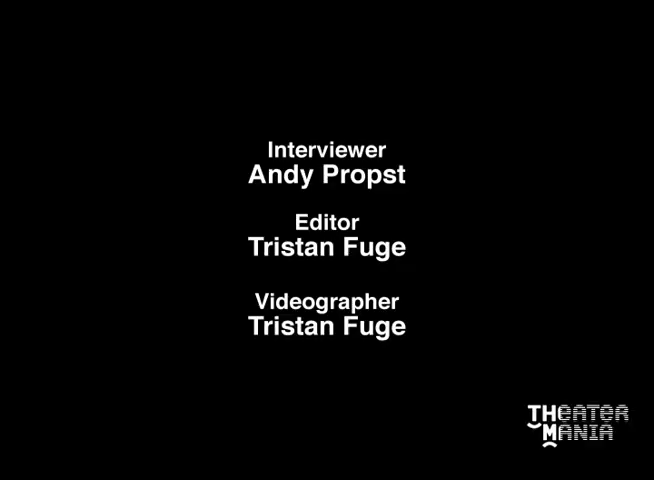 Interviewer
Andy Propst
Editor
Tristan Fuge
Videographer
Tristan Fuge
THEATER
MANIA